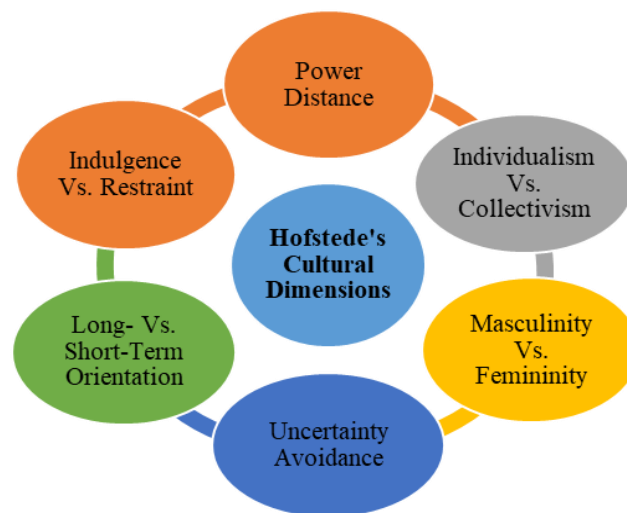 Power
Distance
Individualism
Vs.
Collectivism
Masculinity
Vs.
Femininity
Uncertainty
Avoidance
Long- Vs.
Short-Term
Orientation
Indulgence
Vs. Restraint
Hofstede's
Cultural
Dimensions